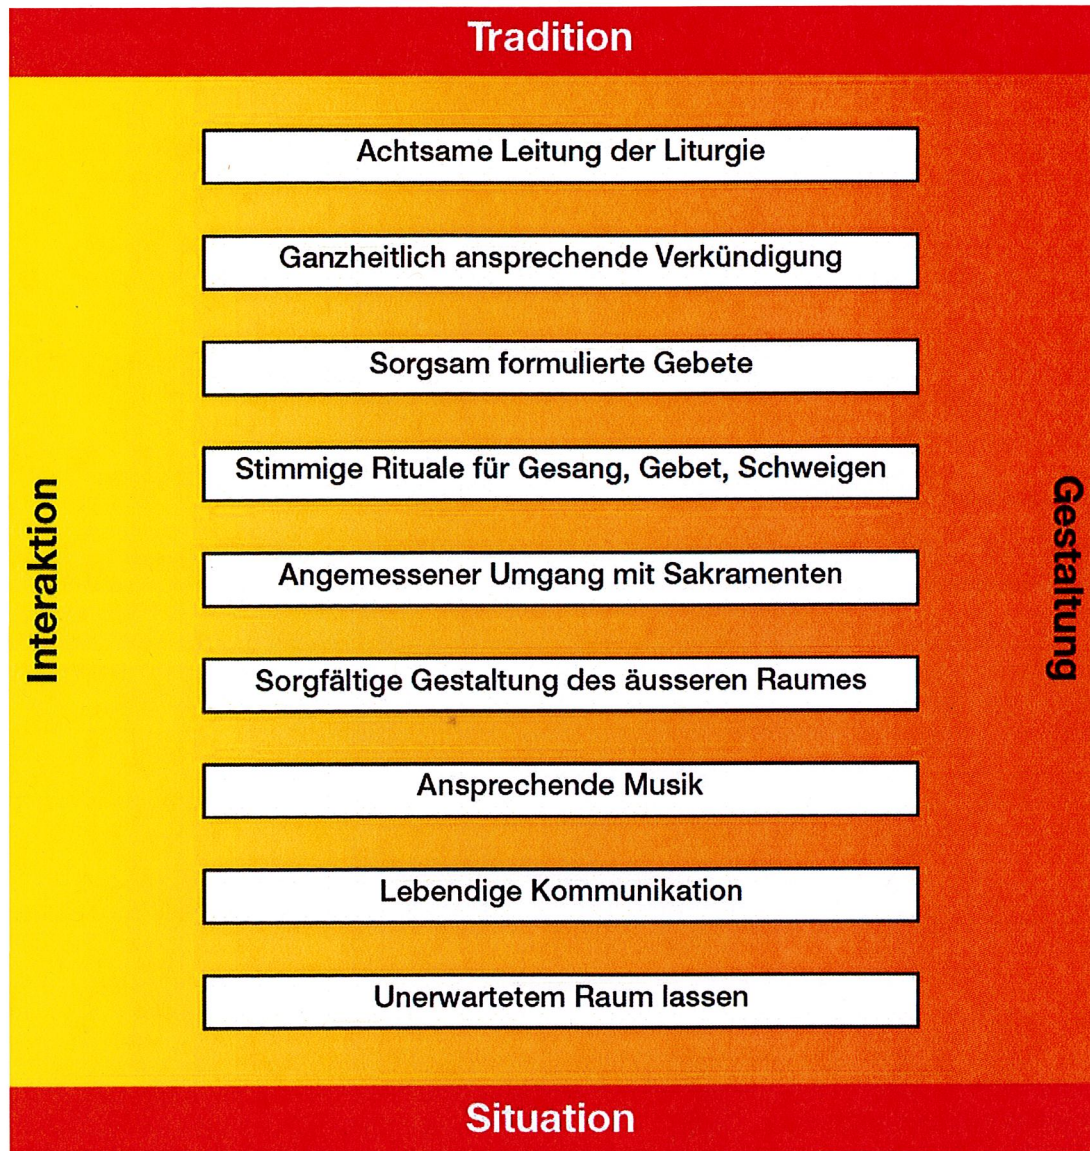 Tradition
Achtsame Leitung der Liturgie
Ganzheitlich ansprechende Verkündigung
Sorgsam formulierte Gebete
Stimmige Rituale für Gesang, Gebet, Schweigen
Interaktion
Gestaltung
Angemessener Umgang mit Sakramenten
Sorgfältige Gestaltung des äusseren Raumes
Ansprechende Musik
Lebendige Kommunikation
Unerwartetem Raum lassen
Situation